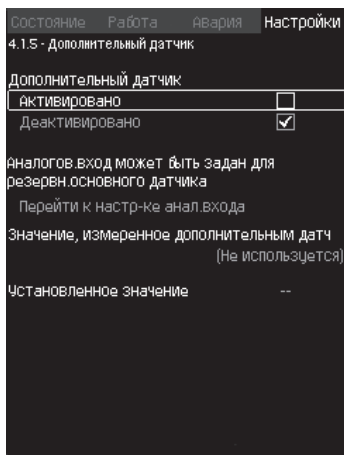 Состояние Работа Авария Настройки
4.1.5 - Дополнительный датчик
Дополнительный датчик
Активировано
Деактивировано
Аналогов.вход может быть задан для
резервн.основного датчика
Перейти к настр-ке анал.входа
Значение, измеренное дополнительным датч
(Не используется)
Установленное значение --